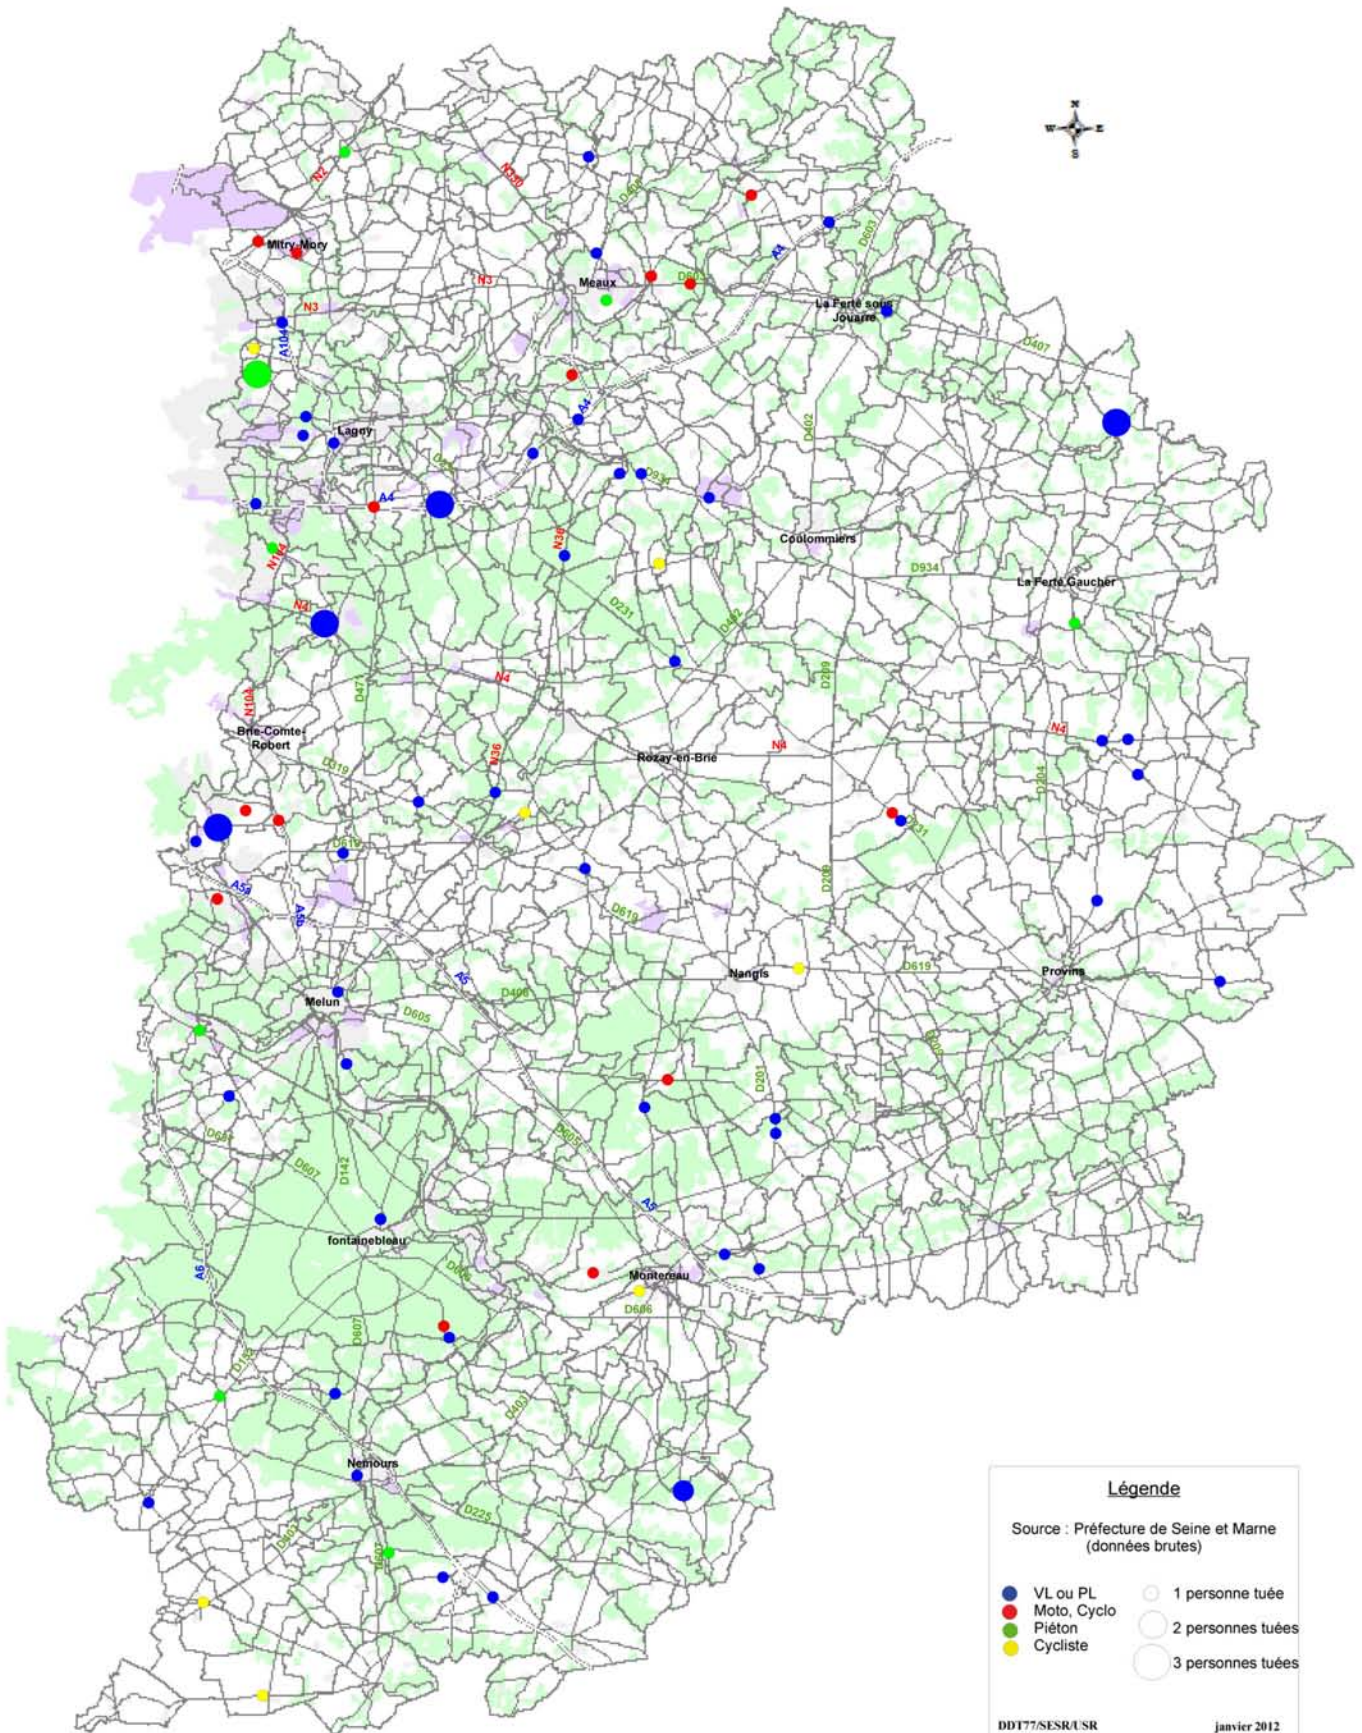 N
W E
S
N2
N330
D405
D603
Mitry-Mory
A4
N3
Meaux
D603
La Ferté sous
Jouarre
N3
A104
D407
A4
D402
Lagny
D934
A4
N36
Coulommiers
N104
D934
La Ferté Gaucher
N4
D231
D402
D209
N4
D471
N104
N4
Brie-Comte-
Robert
N36
Rozay-en-Brie
N4
D319
D204
D231
D619
D209
A5a
A5b
D619
Nangis
D619
Provins
A5
Melun
D408
D605
D201
D605
D607
D142
A5
fontainebleau
A6
D606
Montereau
D606
D607
D152
D403
Nemours
D225
D403
D607
Légende
Source : Préfecture de Seine et Marne
(données brutes)
VL ou PL
1 personne tuée
Moto, Cyclo
Piéton
2 personnes tuées
Cycliste
3 personnes tuées
DDT77/SESR/USR janvier 2012